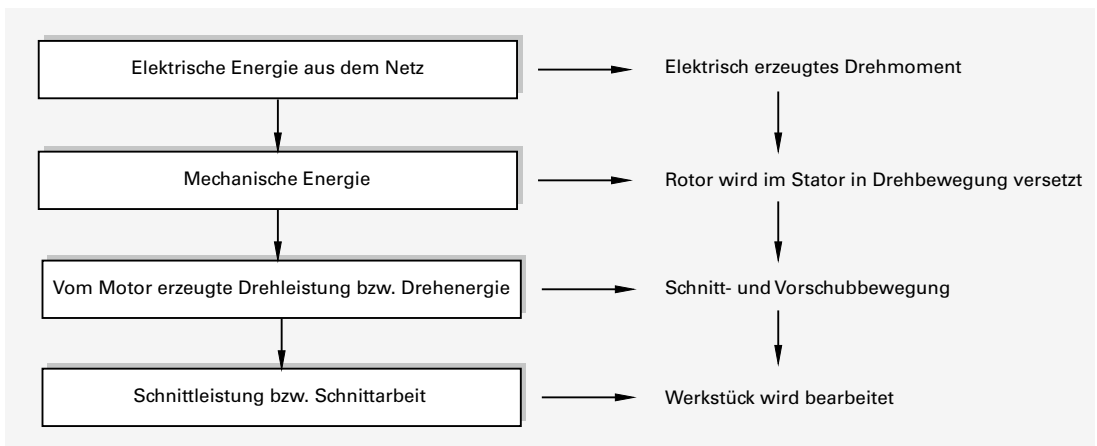 Elektrische Energie aus dem Netz
Elektrisch erzeugtes Drehmoment
Mechanische Energie
Rotor wird im Stator in Drehbewegung versetzt
Vom Motor erzeugte Drehleistung bzw. Drehenergie
Schnitt- und Vorschubbewegung
Schnittleistung bzw. Schnittarbeit
Werkstück wird bearbeitet